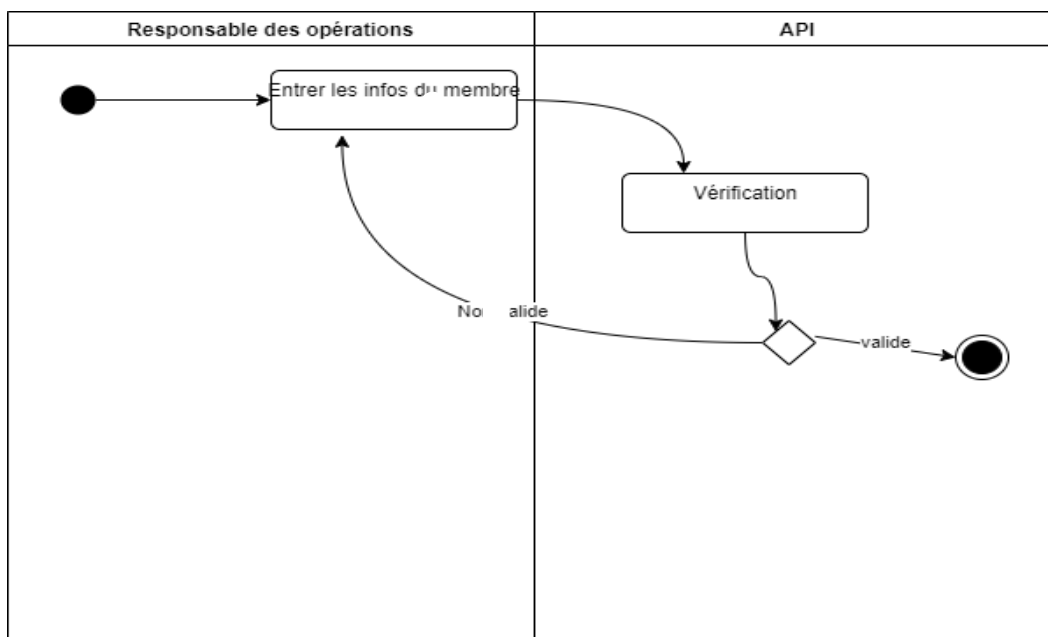 Responsable des opérations
API
Entrer les infos membre
Vérification
valide